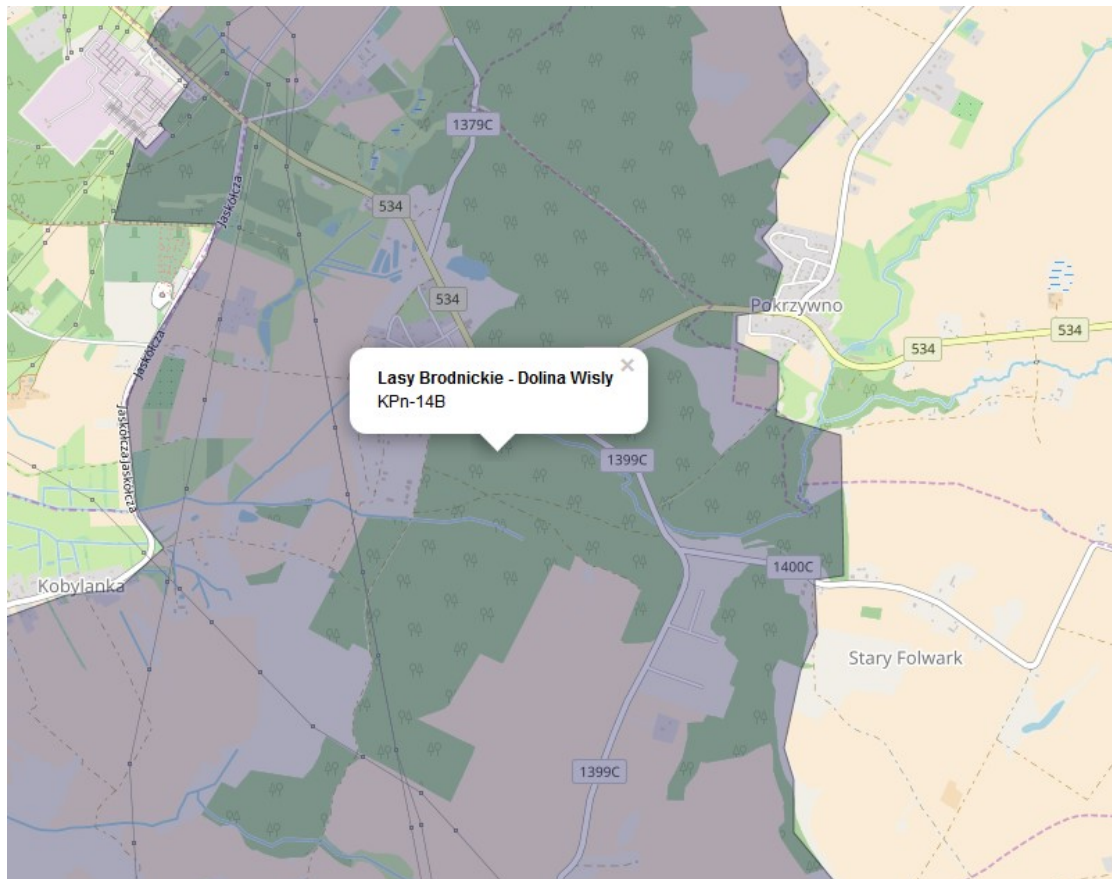 1379C
Jaskółcza
534
534
Pokrzywno
534
534
Jaskółcza
Lasy Brodnickie - Dolina Wisly
×
KPn-14B
Jaskółcza
Jaskółcza
1399C
1400C
Kobylanka
Stary Folwark
1399C